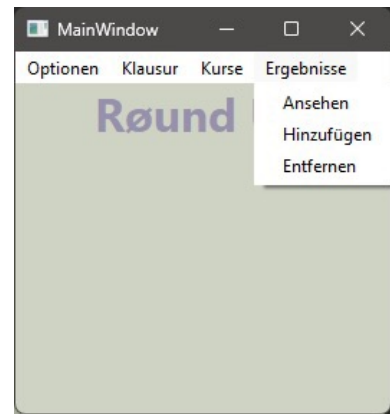 MainWindow
Optionen Klausur Kurse Ergebnisse
Røund
Ansehen
Hinzufügen
Entfernen